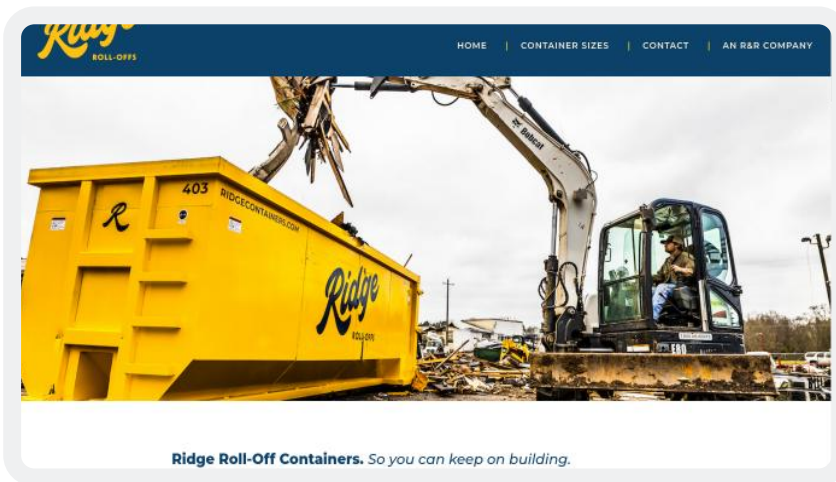 Ridge
ROLL-OFFS
HOME | CONTAINER SIZES | CONTACT | AN R&R COMPANY
Bobcat
403
RIDGECONTAINERS.COM
R
Ridge
ROLL-OFFS
E80
Ridge Roll-Off Containers. So you can keep on building.